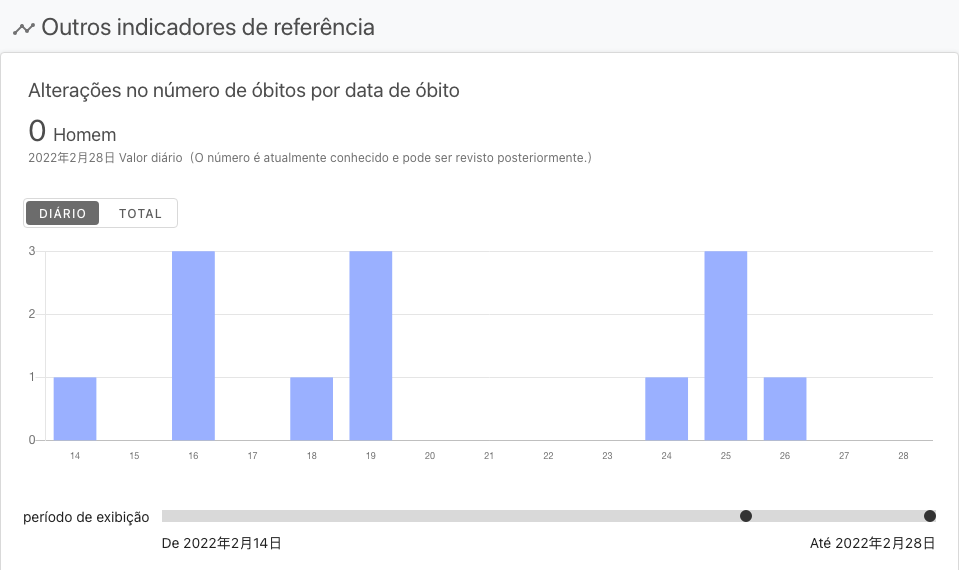 Outros indicadores de referência
Alterações no número de óbitos por data de óbito
0 Homem
2022年2月28日 Valor diário（O número é atualmente conhecido e pode ser revisto posteriormente.）
DIÁRIO TOTAL
3
2
1
0
14 15 16 17 18 19 20 21 22 23 24 25 26 27 28
período de exibição
De 2022年2月14日 Até 2022年2月28日